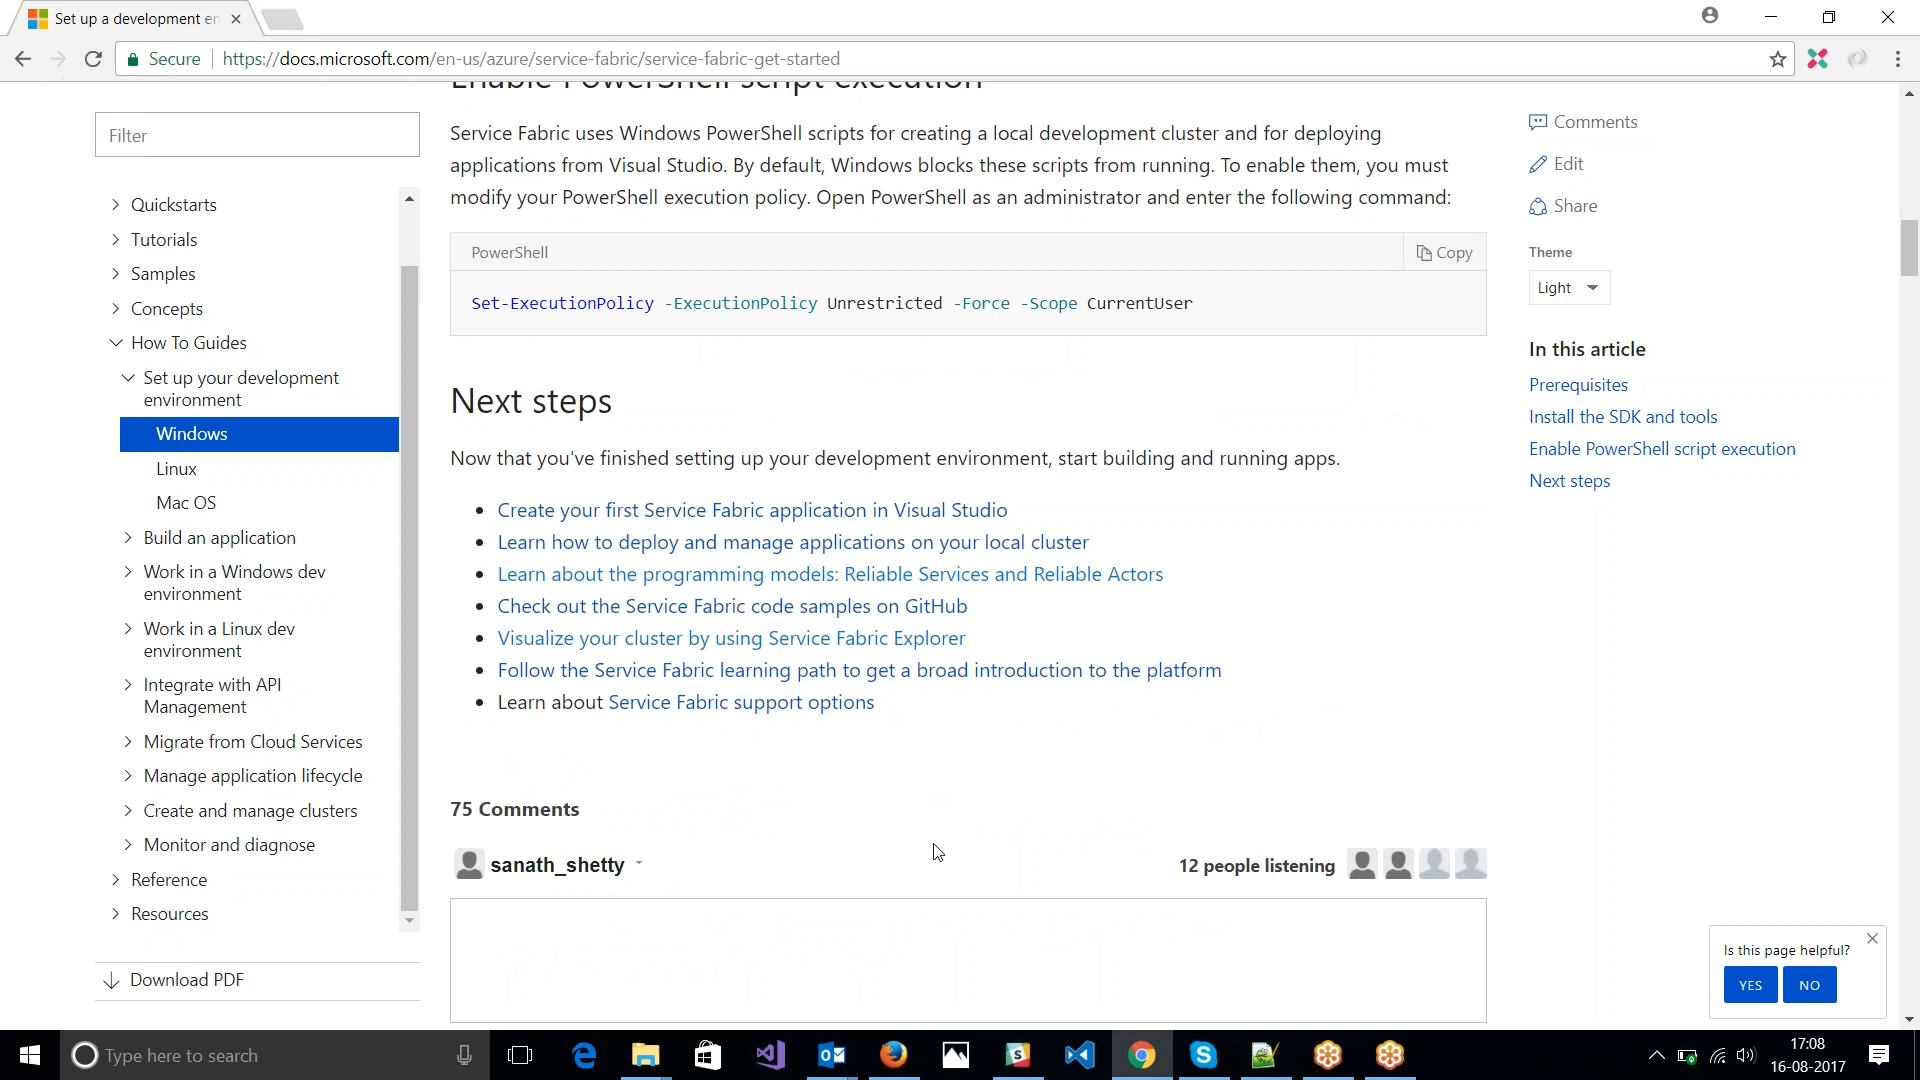 Set up a development en
Secure
https://docs.microsoft.com/en-us/azure/service-fabric/service-fabric-get-started
Filter
Quickstarts
Tutorials
Samples
Concepts
How To Guides
Set up your development
environment
Windows
Linux
Mac OS
Build an application
Work in a Windows dev
environment
Work in a Linux dev
environment
Integrate with API
Management
Migrate from Cloud Services
Manage application lifecycle
Create and manage clusters
Monitor and diagnose
Reference
Resources
Download PDF
Enable PowerShell script execution
Service Fabric uses Windows PowerShell scripts for creating a local development cluster and for deploying
applications from Visual Studio. By default, Windows blocks these scripts from running. To enable them, you must
modify your PowerShell execution policy. Open PowerShell as an administrator and enter the following command:
PowerShell
Copy
Set-ExecutionPolicy -ExecutionPolicy Unrestricted -Force -Scope CurrentUser
Next steps
Now that you've finished setting up your development environment, start building and running apps.
Create your first Service Fabric application in Visual Studio
Learn how to deploy and manage applications on your local cluster
Learn about the programming models: Reliable Services and Reliable Actors
Check out the Service Fabric code samples on GitHub
Visualize your cluster by using Service Fabric Explorer
Follow the Service Fabric learning path to get a broad introduction to the platform
Learn about Service Fabric support options
75 Comments
sanath_shetty
12 people listening
Comments
Edit
Share
Theme
Light
In this article
Prerequisites
Install the SDK and tools
Enable PowerShell script execution
Next steps
Is this page helpful?
YES
NO
Type here to search
17:08
16-08-2017